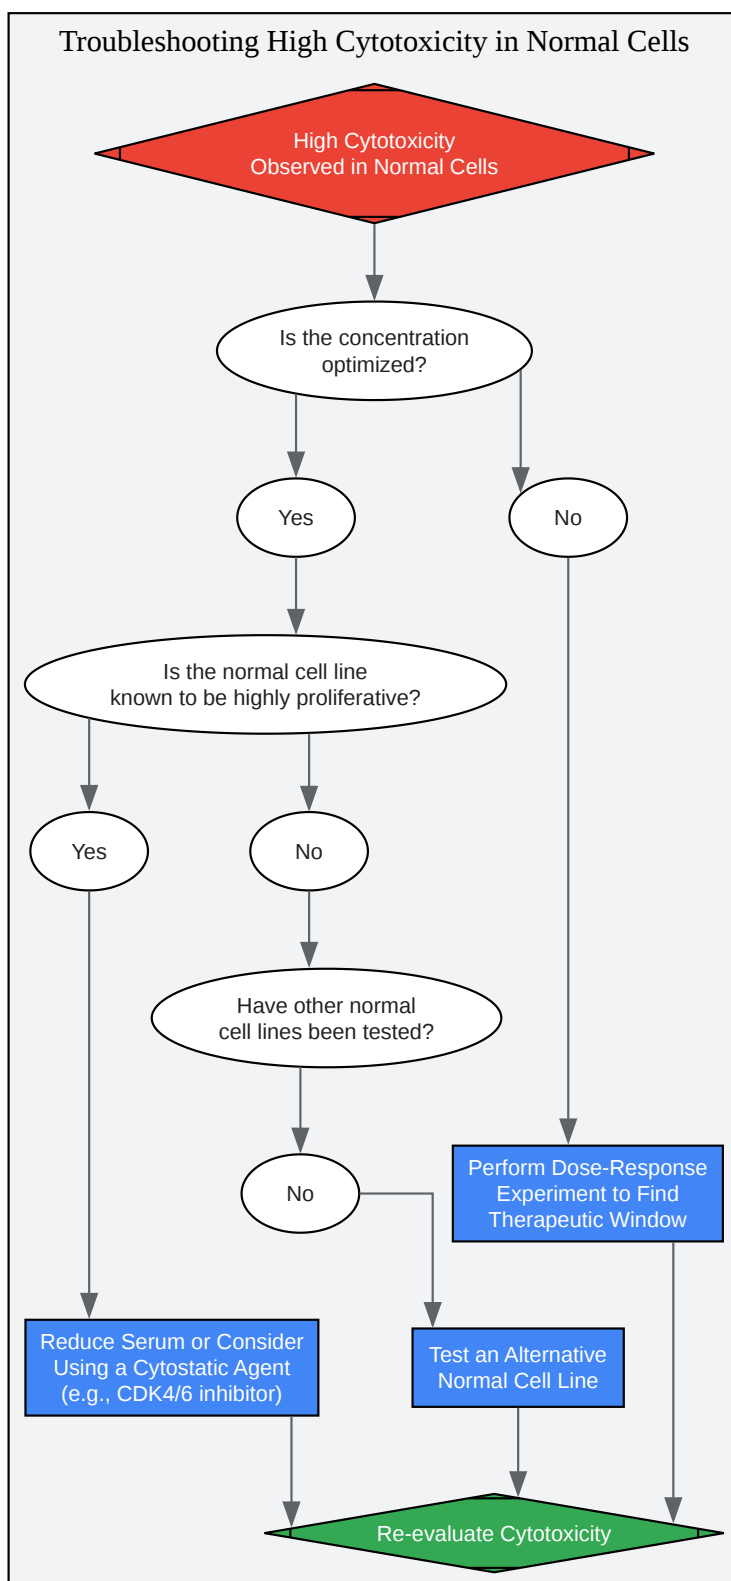 Troubleshooting High Cytotoxicity in Normal Cells
High Cytotoxicity
Observed in Normal Cells
Is the concentration
optimized?
Yes
No
Is the normal cell line
known to be highly proliferative?
Yes
No
Have other normal
cell lines been tested?
No
Perform Dose-Response
Experiment to Find
Therapeutic Window
Reduce Serum or Consider
Using a Cytostatic Agent
(e.g., CDK4/6 inhibitor)
Test an Alternative
Normal Cell Line
Re-evaluate Cytotoxicity